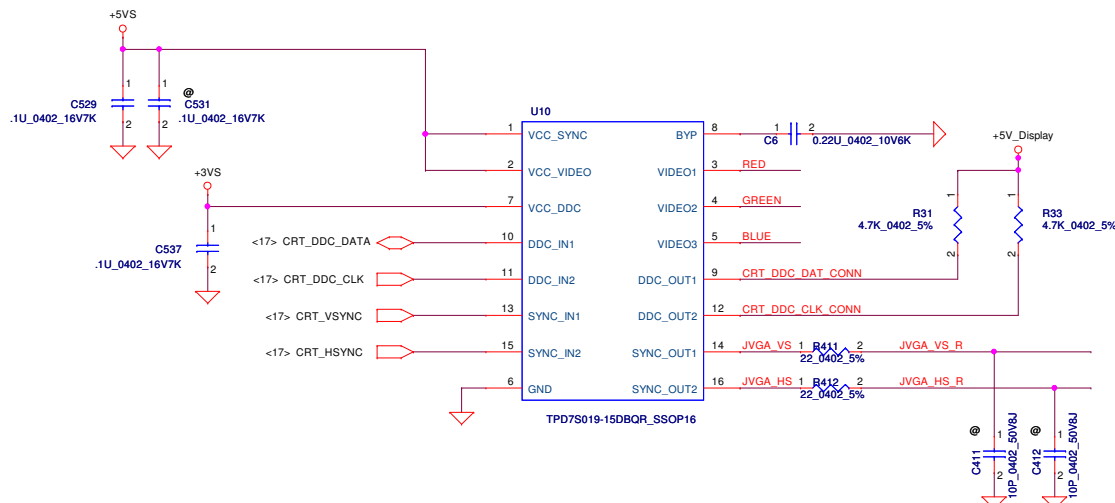 +5VS
1
2
C529
.1U_0402_16V7K
@
1
2
C531
.1U_0402_16V7K
+3VS
1
2
C537
.1U_0402_16V7K
<17> CRT_DDC_DATA
<17> CRT_DDC_CLK
<17> CRT_VSYNC
<17> CRT_HSYNC
U10
1 VCC_SYNC
2 VCC_VIDEO
7 VCC_DDC
10 DDC_IN1
11 DDC_IN2
13 SYNC_IN1
15 SYNC_IN2
6 GND
BYP 8
VIDEO1 3 RED
VIDEO2 4 GREEN
VIDEO3 5 BLUE
DDC_OUT1 9 CRT_DDC_DAT_CONN
DDC_OUT2 12 CRT_DDC_CLK_CONN
SYNC_OUT1 14 JVGA_VS 1 R411 2 JVGA_VS_R
22_0402_5%
SYNC_OUT2 16 JVGA_HS 1 R412 2 JVGA_HS_R
22_0402_5%
TPD7S019-15DBQR_SSOP16
1 2
C6 0.22U_0402_10V6K
+5V_Display
1
R31
4.7K_0402_5%
2
1
R33
4.7K_0402_5%
2
@
1
2
C411
10P_0402_50V8J
@
1
2
C412
10P_0402_50V8J